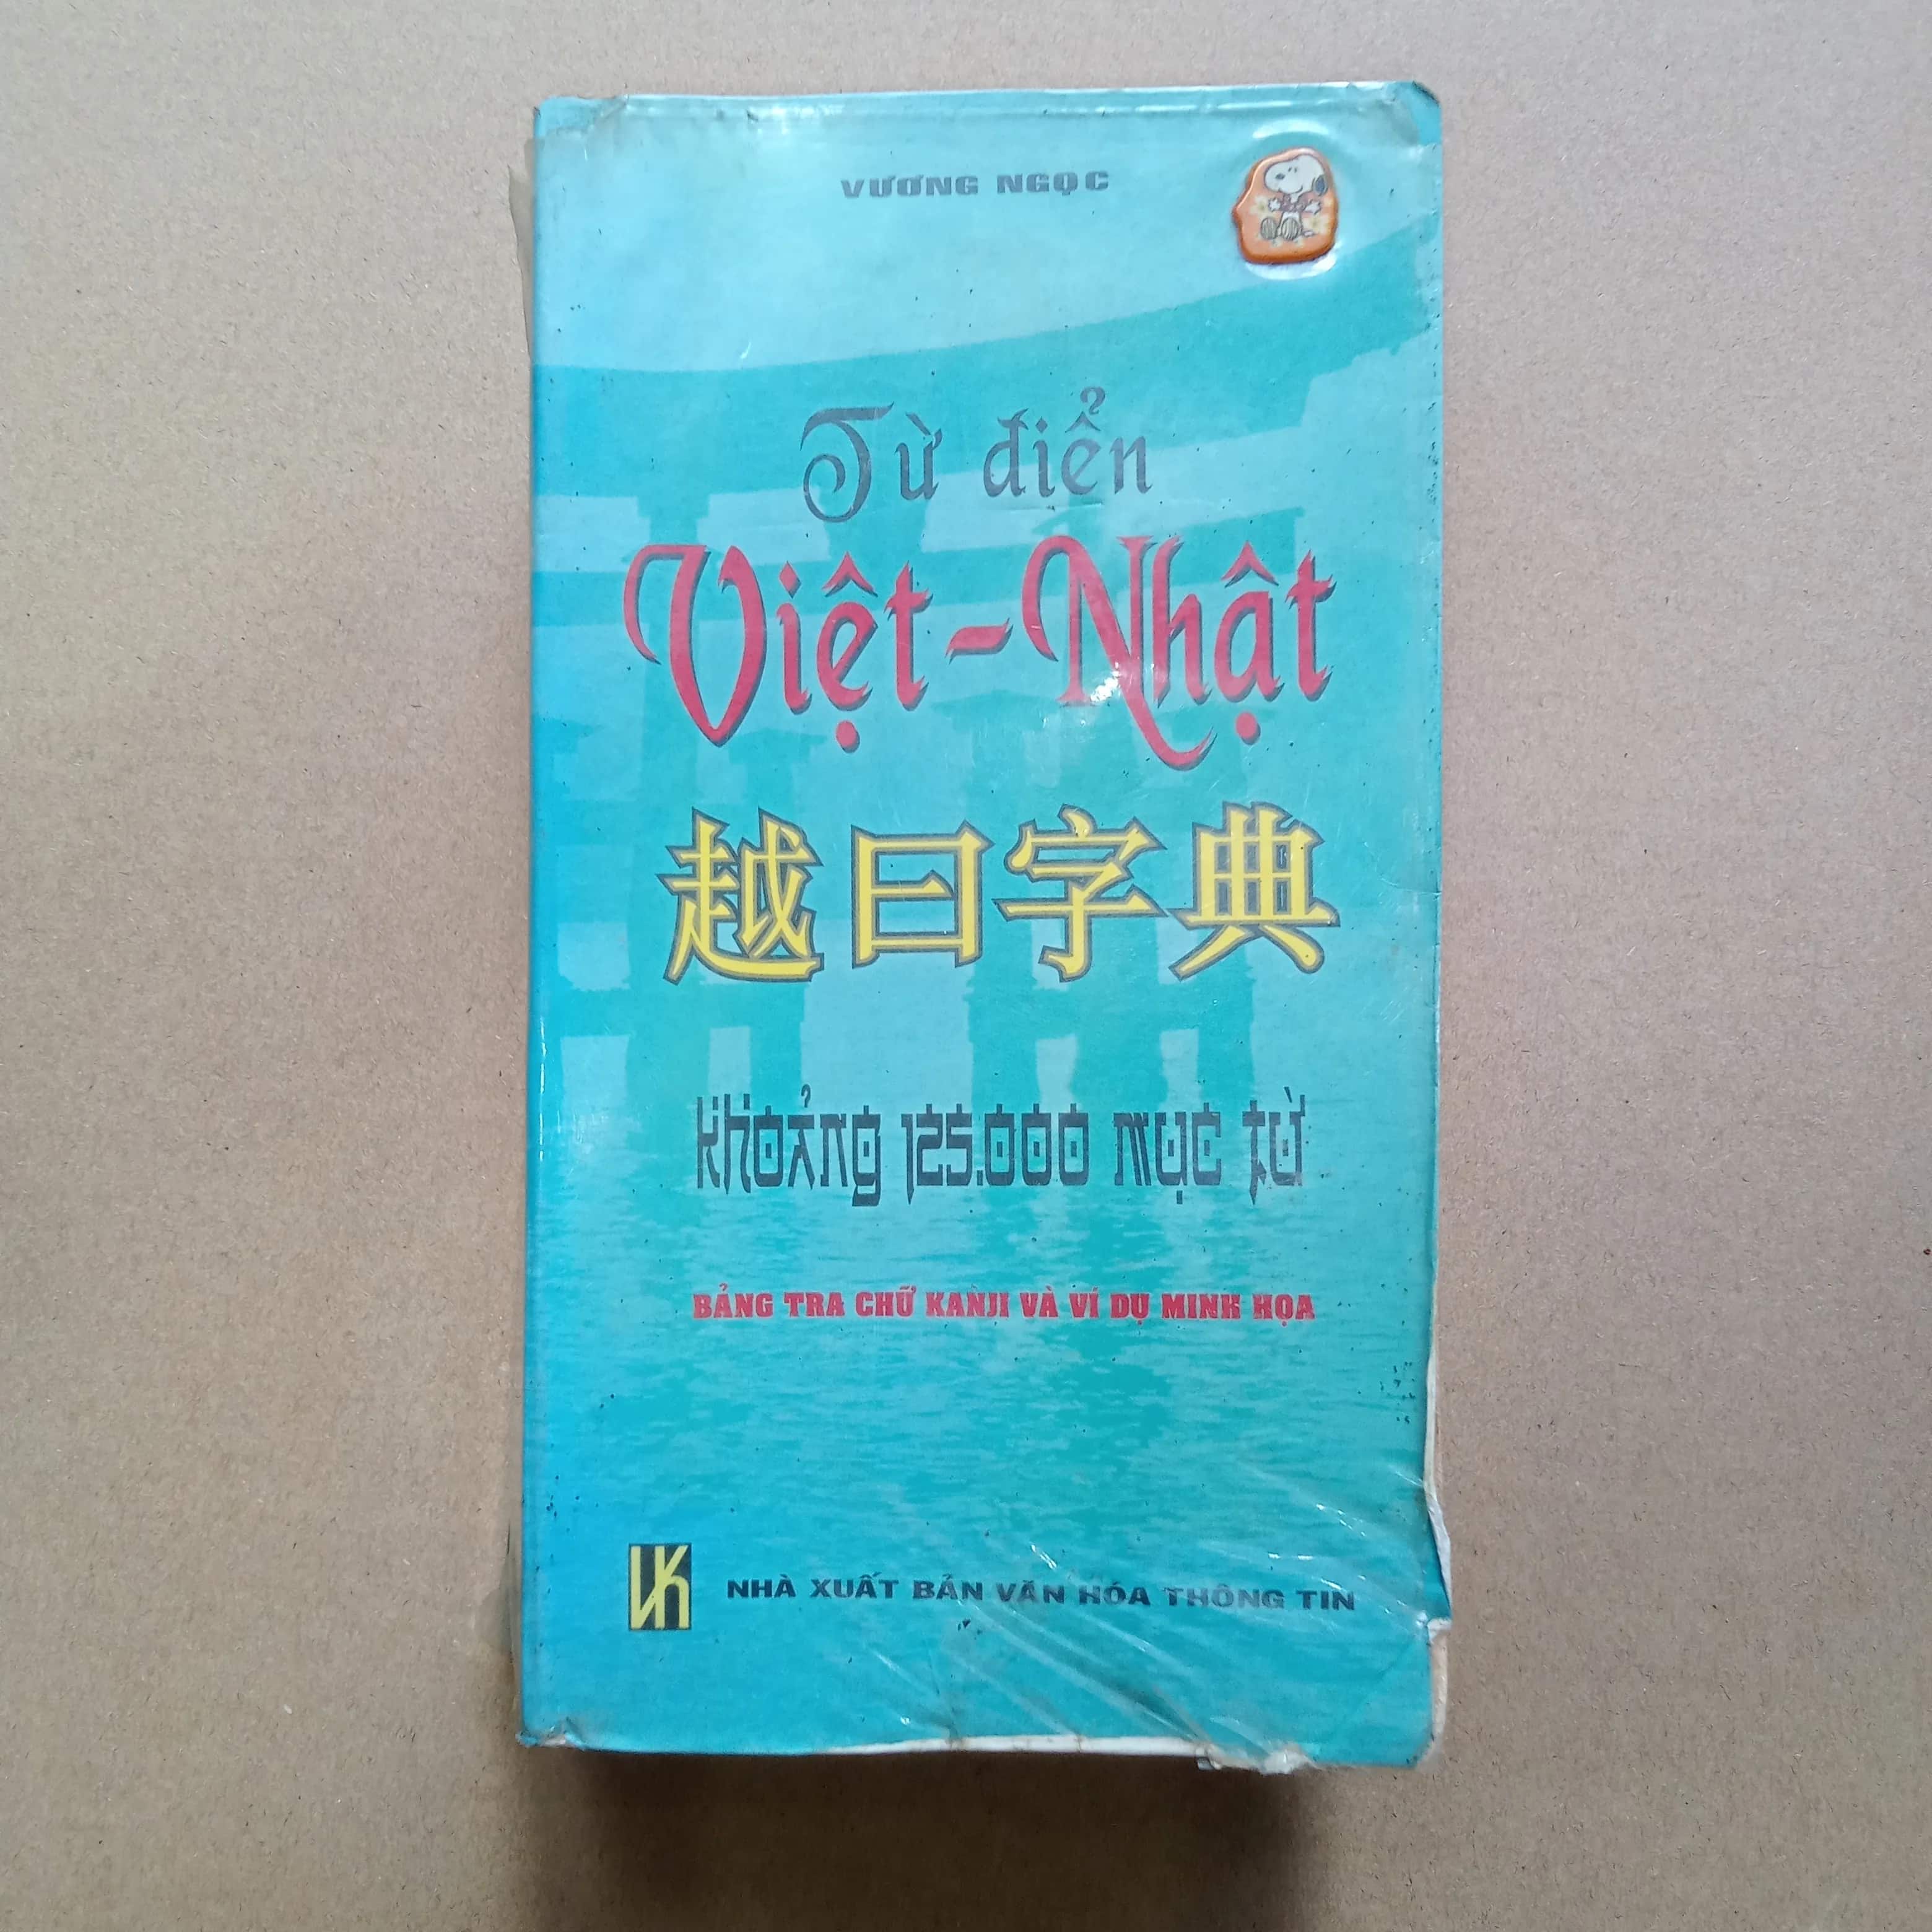 VƯƠNG NGỌC
Từ điển
Việt-Nhật
越曰字典
khoảng 125.000 mục từ
BẢNG TRA CHỮ KANJI VÀ VÍ DỤ MINH HỌA
NHÀ XUẤT BẢN VĂN HÓA THÔNG TIN